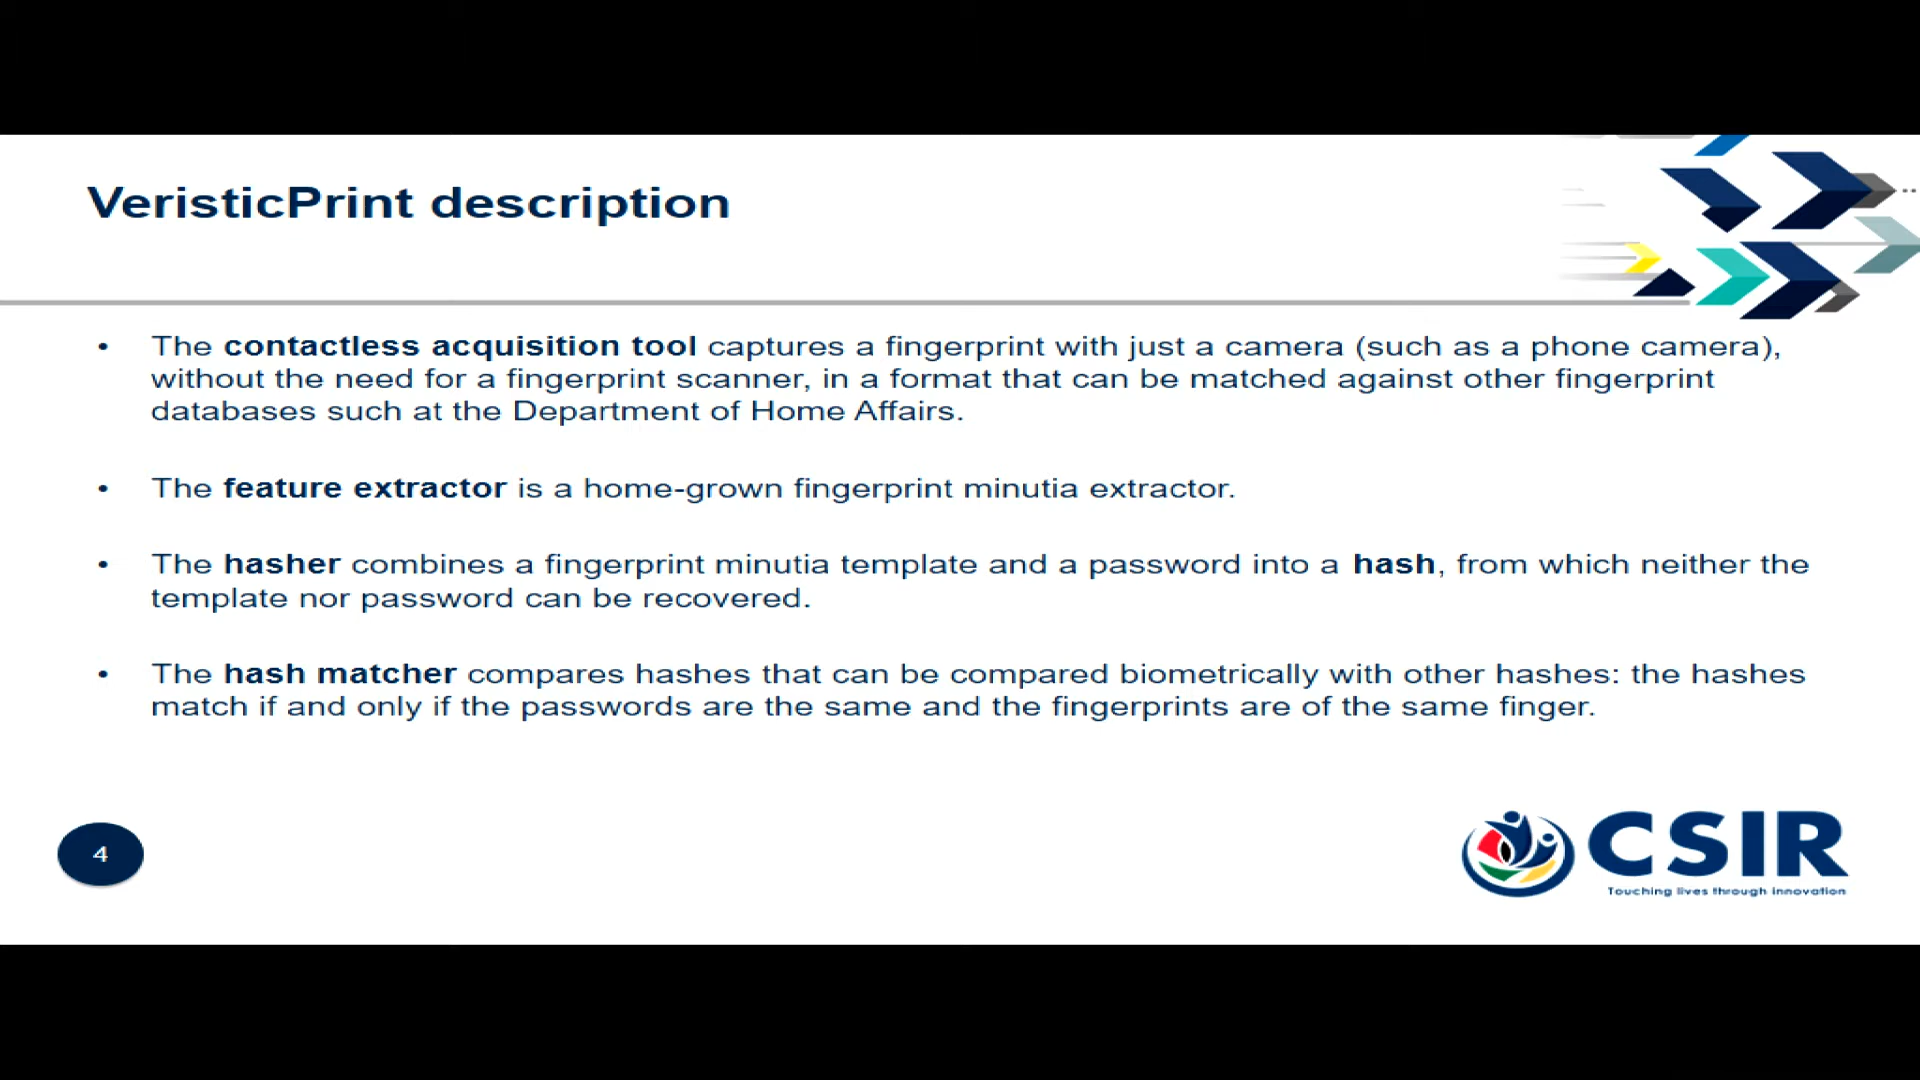 VeristicPrint description
• The contactless acquisition tool captures a fingerprint with just a camera (such as a phone camera),
without the need for a fingerprint scanner, in a format that can be matched against other fingerprint
databases such at the Department of Home Affairs.
• The feature extractor is a home-grown fingerprint minutia extractor.
• The hasher combines a fingerprint minutia template and a password into a hash, from which neither the
template nor password can be recovered.
• The hash matcher compares hashes that can be compared biometrically with other hashes: the hashes
match if and only if the passwords are the same and the fingerprints are of the same finger.
4
CSIR
Touching lives through innovation